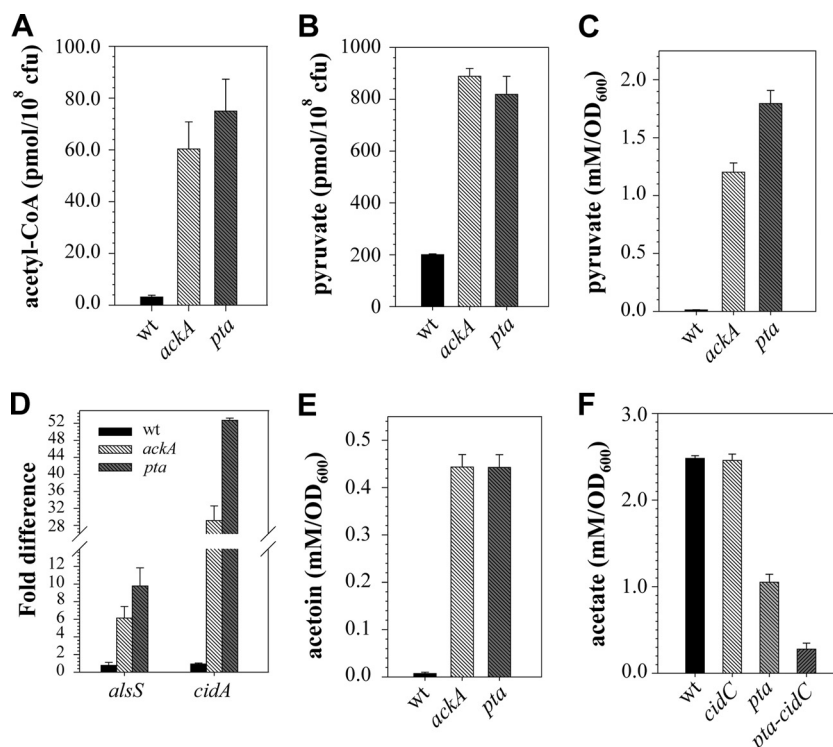 A
acetyl-CoA (pmol/10⁸ cfu)
100.0
80.0
60.0
40.0
20.0
0.0
wt
ackA
pta
B
pyruvate (pmol/10⁸ cfu)
1000
800
600
400
200
0
wt
ackA
pta
C
pyruvate (mM/OD₆₀₀)
2.0
1.5
1.0
0.5
0.0
wt
ackA
pta
D
Fold difference
52
48
44
40
36
32
28
12
10
8
6
4
2
0
wt
ackA
pta
alsS
cidA
E
acetoin (mM/OD₆₀₀)
0.5
0.4
0.3
0.2
0.1
0.0
wt
ackA
pta
F
acetate (mM/OD₆₀₀)
3.0
2.0
1.0
0.0
wt
cidC
pta
pta-cidC